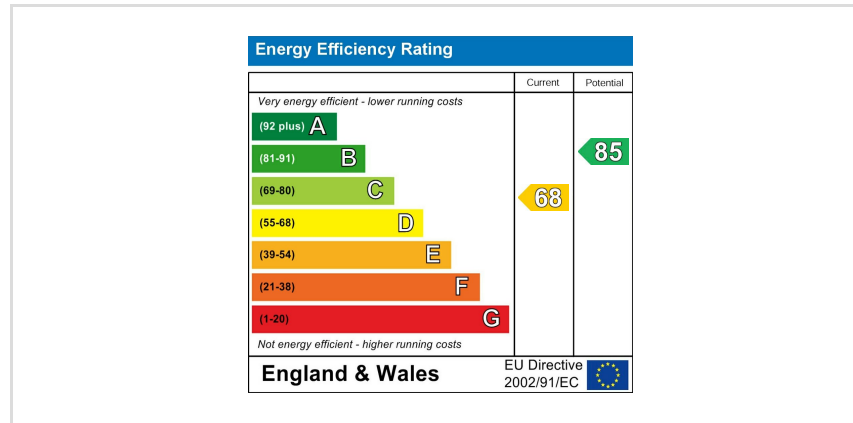 Energy Efficiency Rating
Current Potential
Very energy efficient - lower running costs
(92 plus) A
(81-91) B 85
(69-80) C 68
(55-68) D
(39-54) E
(21-38) F
(1-20) G
Not energy efficient - higher running costs
England & Wales
EU Directive
2002/91/EC